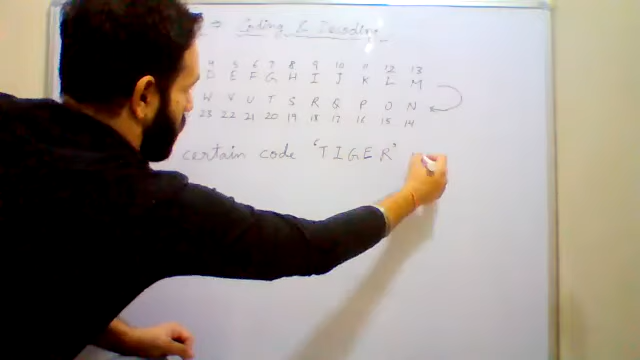 ⇒ Coding & Decoding
4 5 6 7 8 9 10 11 12 13
D E F G H I J K L M
W V U T S R Q P O N
23 22 21 20 19 18 17 16 15 14
certain code 'TIGER'